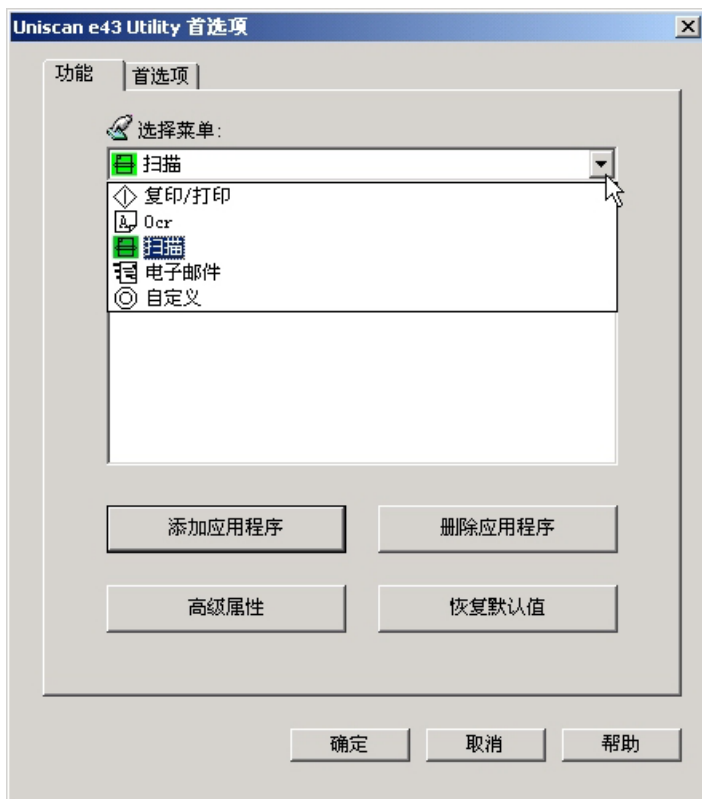 Uniscan e43 Utility 首选项
功能 首选项
选择菜单:
扫描
复印/打印
Ocr
扫描
电子邮件
自定义
添加应用程序 删除应用程序
高级属性 恢复默认值
确定 取消 帮助